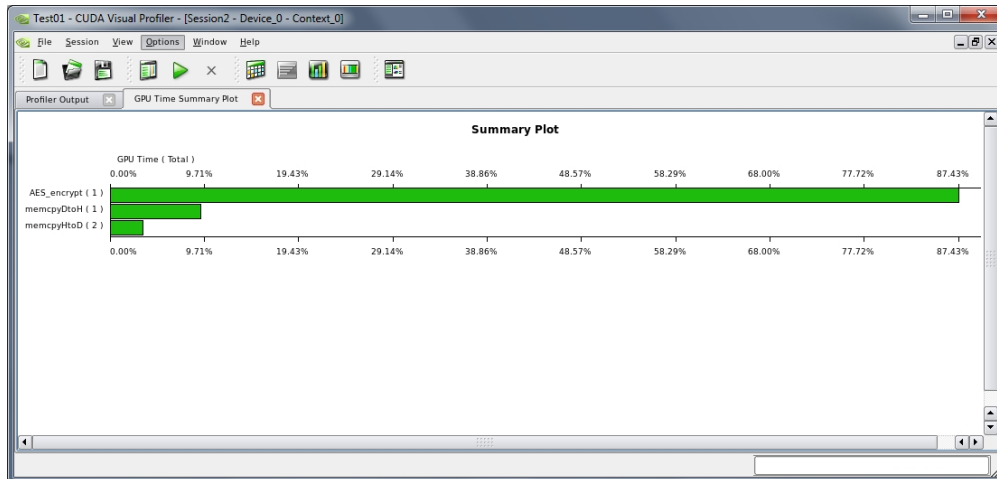 Test01 - CUDA Visual Profiler - [Session2 - Device_0 - Context_0]
File Session View Options Window Help
Profiler Output GPU Time Summary Plot
Summary Plot
GPU Time ( Total )
0.00% 9.71% 19.43% 29.14% 38.86% 48.57% 58.29% 68.00% 77.72% 87.43%
AES_encrypt ( 1 )
memcpyDtoH ( 1 )
memcpyHtoD ( 2 )
0.00% 9.71% 19.43% 29.14% 38.86% 48.57% 58.29% 68.00% 77.72% 87.43%